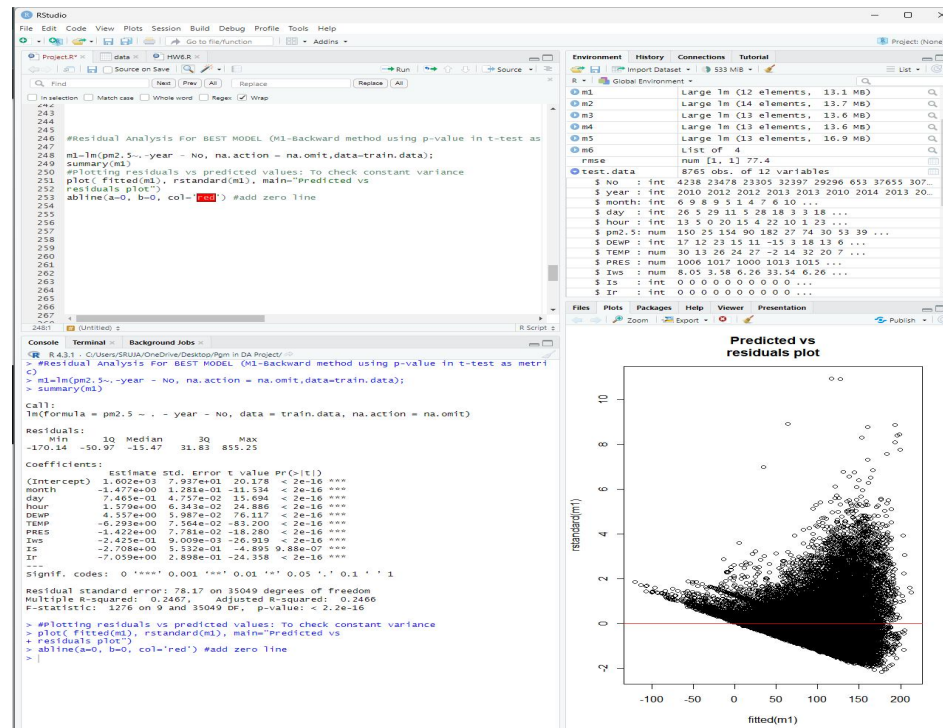 RStudio
File Edit Code View Plots Session Build Debug Profile Tools Help
Go to file/function Addins
Project: (None
Project.R* data HW6.R
Source on Save Run Source
Find Next Prev All Replace Replace All
In selection Match case Whole word Regex Wrap
242
243
244
245
246 #Residual Analysis For BEST MODEL (M1-Backward method using p-value in t-test as
247
248 m1=lm(pm2.5~.-year - No, na.action = na.omit,data=train.data);
249 summary(m1)
250 #Plotting residuals vs predicted values: To check constant variance
251 plot( fitted(m1), rstandard(m1), main="Predicted vs
252 residuals plot")
253 abline(a=0, b=0, col='red') #add zero line
254
255
256
257
258
259
260
261
262
263
264
265
266
267
248:1 (Untitled) R Script
Console Terminal Background Jobs
R 4.3.1 · C:/Users/SRUJA/OneDrive/Desktop/Pgm in DA Project/
> #Residual Analysis For BEST MODEL (M1-Backward method using p-value in t-test as metri
c)
> m1=lm(pm2.5~.-year - No, na.action = na.omit,data=train.data);
> summary(m1)
Call:
lm(formula = pm2.5 ~ . - year - No, data = train.data, na.action = na.omit)
Residuals:
Min 1Q Median 3Q Max
-170.14 -50.97 -15.47 31.83 855.25
Coefficients:
Estimate Std. Error t value Pr(>|t|)
(Intercept) 1.602e+03 7.937e+01 20.178 < 2e-16 ***
month -1.477e+00 1.281e-01 -11.534 < 2e-16 ***
day 7.465e-01 4.757e-02 15.694 < 2e-16 ***
hour 1.579e+00 6.343e-02 24.886 < 2e-16 ***
DEWP 4.557e+00 5.987e-02 76.117 < 2e-16 ***
TEMP -6.293e+00 7.564e-02 -83.200 < 2e-16 ***
PRES -1.422e+00 7.781e-02 -18.280 < 2e-16 ***
Iws -2.425e-01 9.009e-03 -26.919 < 2e-16 ***
Is -2.708e+00 5.532e-01 -4.895 9.88e-07 ***
Ir -7.059e+00 2.898e-01 -24.358 < 2e-16 ***
---
Signif. codes: 0 '***' 0.001 '**' 0.01 '*' 0.05 '.' 0.1 ' ' 1
Residual standard error: 78.17 on 35049 degrees of freedom
Multiple R-squared: 0.2467, Adjusted R-squared: 0.2466
F-statistic: 1276 on 9 and 35049 DF, p-value: < 2.2e-16
> #Plotting residuals vs predicted values: To check constant variance
> plot( fitted(m1), rstandard(m1), main="Predicted vs
+ residuals plot")
> abline(a=0, b=0, col='red') #add zero line
>
Environment History Connections Tutorial
Import Dataset 533 MiB List
R Global Environment
m1 Large lm (12 elements, 13.1 MB)
m2 Large lm (14 elements, 13.7 MB)
m3 Large lm (13 elements, 13.6 MB)
m4 Large lm (13 elements, 13.6 MB)
m5 Large lm (13 elements, 16.9 MB)
m6 List of 4
rmse num [1, 1] 77.4
test.data 8765 obs. of 12 variables
$ No : int 4238 23478 23305 32397 29296 653 37655 307...
$ year : int 2010 2012 2012 2013 2013 2010 2014 2013 20...
$ month: int 6 9 8 9 5 1 4 7 6 10 ...
$ day : int 26 5 29 11 5 28 18 3 3 18 ...
$ hour : int 13 5 0 20 15 4 22 10 1 23 ...
$ pm2.5: num 150 25 154 90 182 27 74 30 53 39 ...
$ DEWP : int 17 12 23 15 11 -15 3 18 13 6 ...
$ TEMP : num 30 13 26 24 27 -2 14 32 20 7 ...
$ PRES : num 1006 1017 1000 1013 1015 ...
$ Iws : num 8.05 3.58 6.26 33.54 6.26 ...
$ Is : int 0 0 0 0 0 0 0 0 0 0 ...
$ Ir : int 0 0 0 0 0 0 0 0 0 0 ...
Files Plots Packages Help Viewer Presentation
Zoom Export Publish
Predicted vs
residuals plot
rstandard(m1)
10
8
6
4
2
0
-2
-100 -50 0 50 100 150 200
fitted(m1)